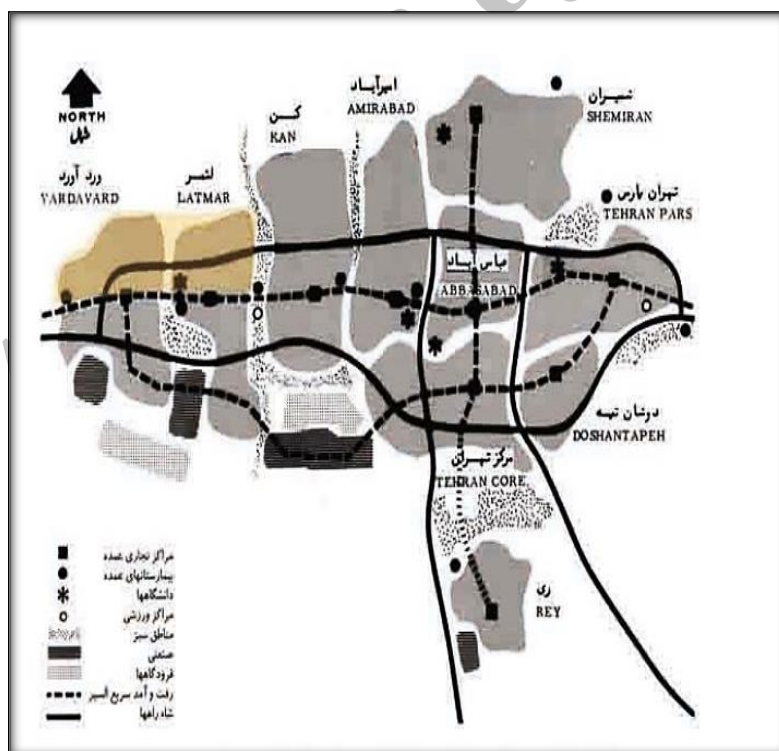 شمیران
SHEMIRAN
امیرآباد
AMIRABAD
کن
KAN
NORTH
شمال
ورد آورد
VARDAVARD
لتمر
LATMAR
تهران پارس
TEHRAN PARS
عباس آباد
ABBASABAD
دوشان تپه
DOSHANTAPEH
مرکز تهران
TEHRAN CORE
ری
REY
مراکز تجاری عمده
بیمارستانهای عمده
دانشگاهها
مراکز ورزشی
مناطق سبز
صنعتی
فرودگاهها
رفت و آمد سریع السیر
شاه راهها